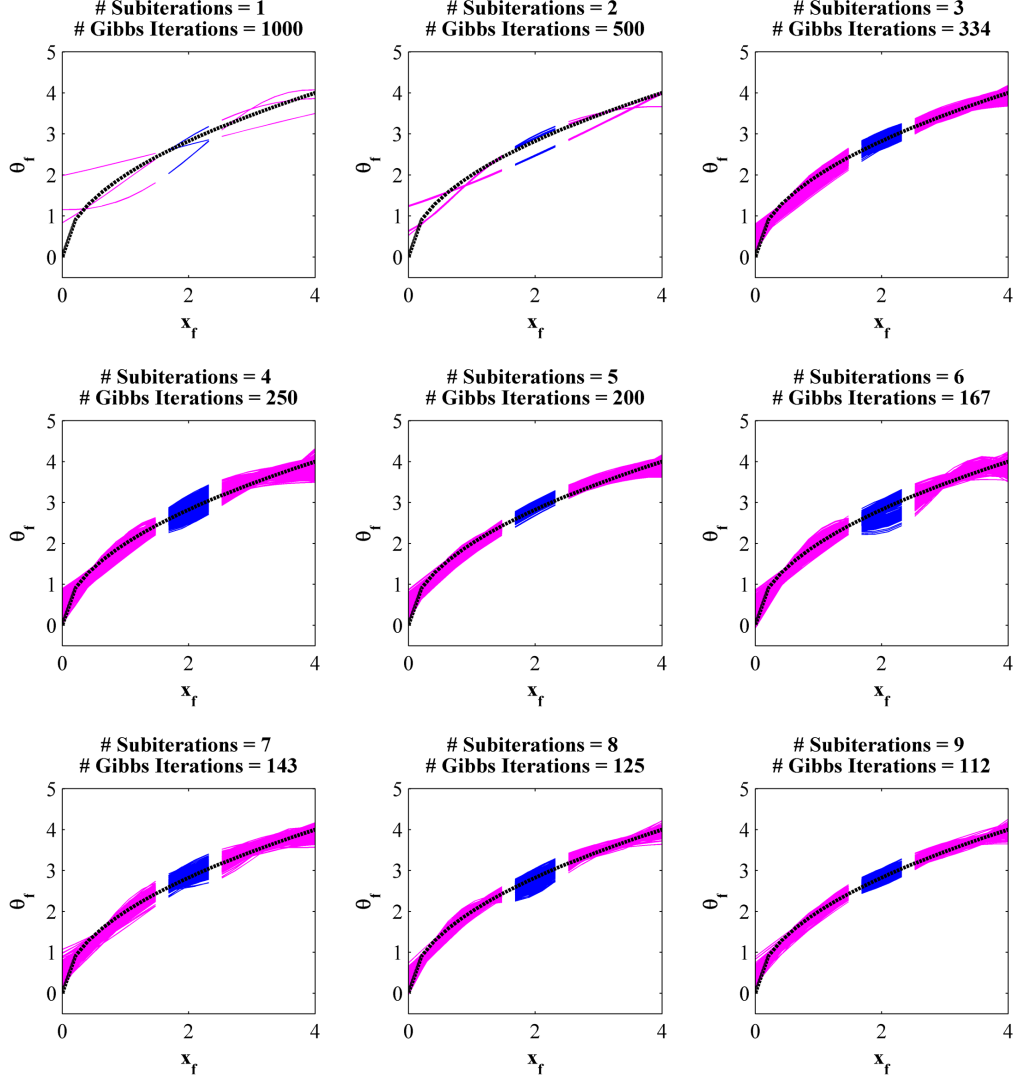 # Subiterations = 1
# Gibbs Iterations = 1000
5
4
3
2
1
0
θf
0
2
4
xf
# Subiterations = 2
# Gibbs Iterations = 500
5
4
3
2
1
0
θf
0
2
4
xf
# Subiterations = 3
# Gibbs Iterations = 334
5
4
3
2
1
0
θf
0
2
4
xf
# Subiterations = 4
# Gibbs Iterations = 250
5
4
3
2
1
0
θf
0
2
4
xf
# Subiterations = 5
# Gibbs Iterations = 200
5
4
3
2
1
0
θf
0
2
4
xf
# Subiterations = 6
# Gibbs Iterations = 167
5
4
3
2
1
0
θf
0
2
4
xf
# Subiterations = 7
# Gibbs Iterations = 143
5
4
3
2
1
0
θf
0
2
4
xf
# Subiterations = 8
# Gibbs Iterations = 125
5
4
3
2
1
0
θf
0
2
4
xf
# Subiterations = 9
# Gibbs Iterations = 112
5
4
3
2
1
0
θf
0
2
4
xf